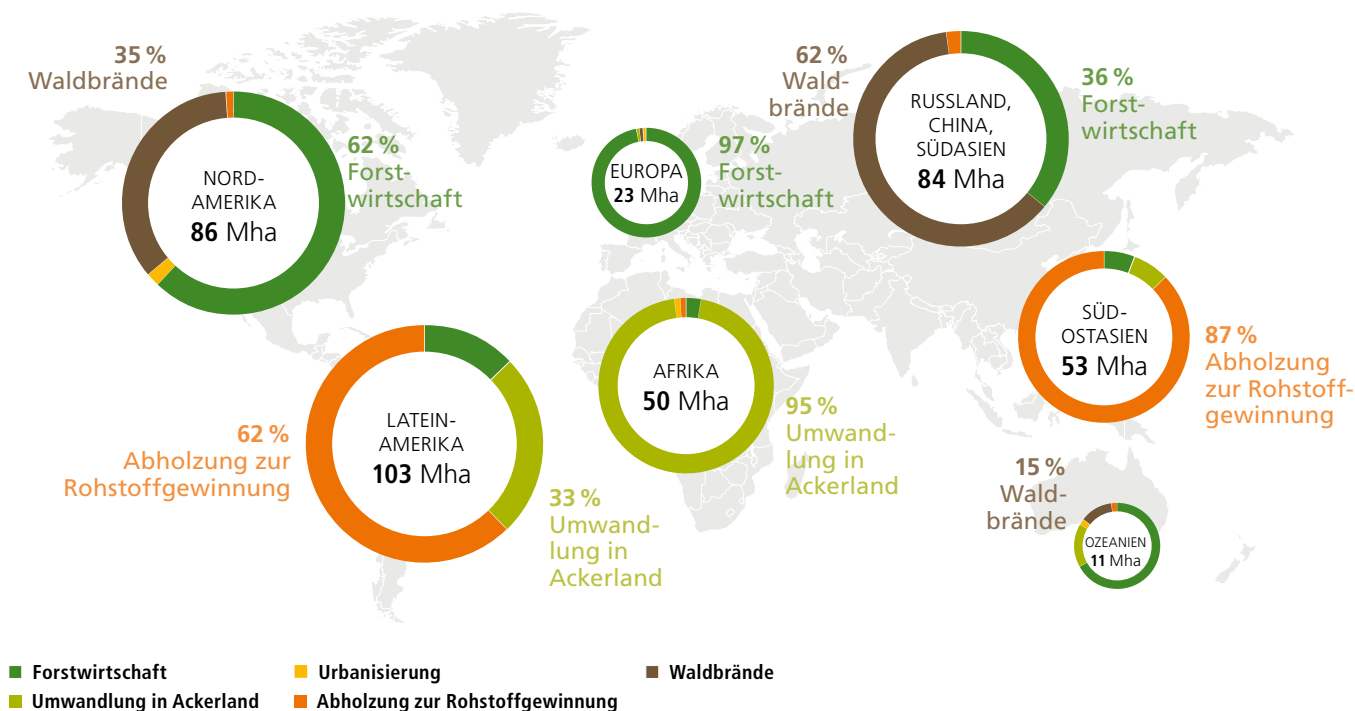 35 %
Waldbrände
NORD-
AMERIKA
86 Mha
62 %
Forst-
wirtschaft
EUROPA
23 Mha
97 %
Forst-
wirtschaft
62 %
Wald-
brände
RUSSLAND,
CHINA,
SÜDASIEN
84 Mha
36 %
Forst-
wirtschaft
62 %
Abholzung zur
Rohstoffgewinnung
LATEIN-
AMERIKA
103 Mha
33 %
Umwand-
lung in
Ackerland
AFRIKA
50 Mha
95 %
Umwand-
lung in
Ackerland
SÜD-
OSTASIEN
53 Mha
87 %
Abholzung
zur Rohstoff-
gewinnung
15 %
Wald-
brände
OZEANIEN
11 Mha
Forstwirtschaft
Umwandlung in Ackerland
Urbanisierung
Abholzung zur Rohstoffgewinnung
Waldbrände